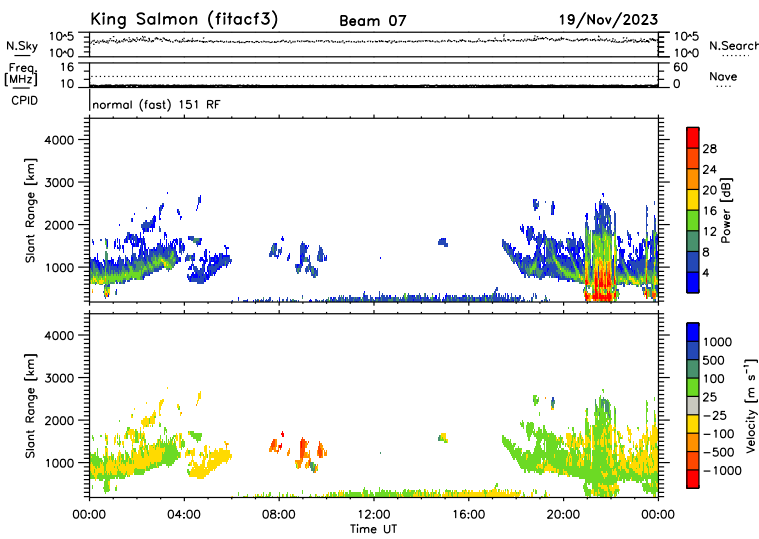 King Salmon (fitacf3) Beam 07 19/Nov/2023
N.Sky 10^5 10^0 10^5 10^0 N.Search
Freq [MHz] 16 10 60 0 Nave
CPID normal (fast) 151 RF
Slant Range [km] 4000 3000 2000 1000
Power [dB] 28 24 20 16 12 8 4
Slant Range [km] 4000 3000 2000 1000
Velocity [m s⁻¹] 1000 500 100 25 −25 −100 −500 −1000
00:00 04:00 08:00 12:00 16:00 20:00 00:00
Time UT